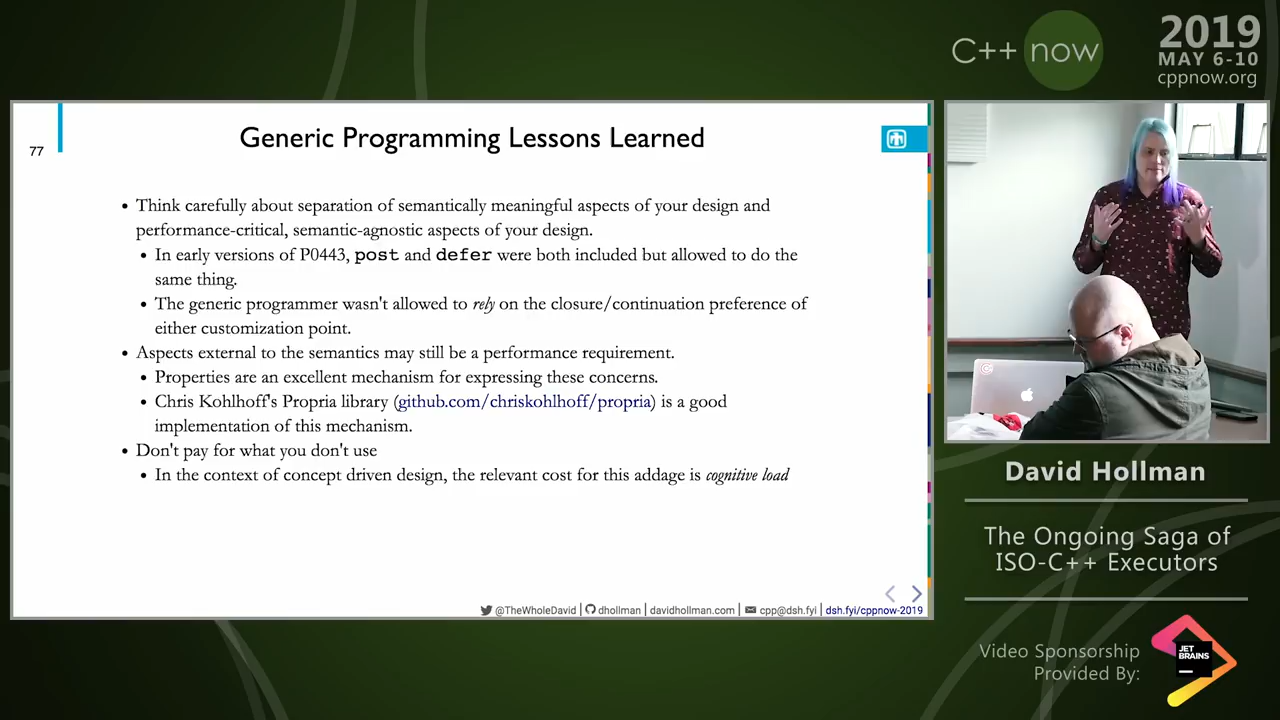 C++ now
2019
MAY 6-10
cppnow.org
77
Generic Programming Lessons Learned
• Think carefully about separation of semantically meaningful aspects of your design and
performance-critical, semantic-agnostic aspects of your design.
• In early versions of P0443, post and defer were both included but allowed to do the
same thing.
• The generic programmer wasn't allowed to rely on the closure/continuation preference of
either customization point.
• Aspects external to the semantics may still be a performance requirement.
• Properties are an excellent mechanism for expressing these concerns.
• Chris Kohlhoff's Propria library (github.com/chriskohlhoff/propria) is a good
implementation of this mechanism.
• Don't pay for what you don't use
• In the context of concept driven design, the relevant cost for this addage is cognitive load
@TheWholeDavid | dhollman | davidhollman.com | cpp@dsh.fyi | dsh.fyi/cppnow-2019
David Hollman
The Ongoing Saga of
ISO-C++ Executors
Video Sponsorship
Provided By:
JET
BRAINS